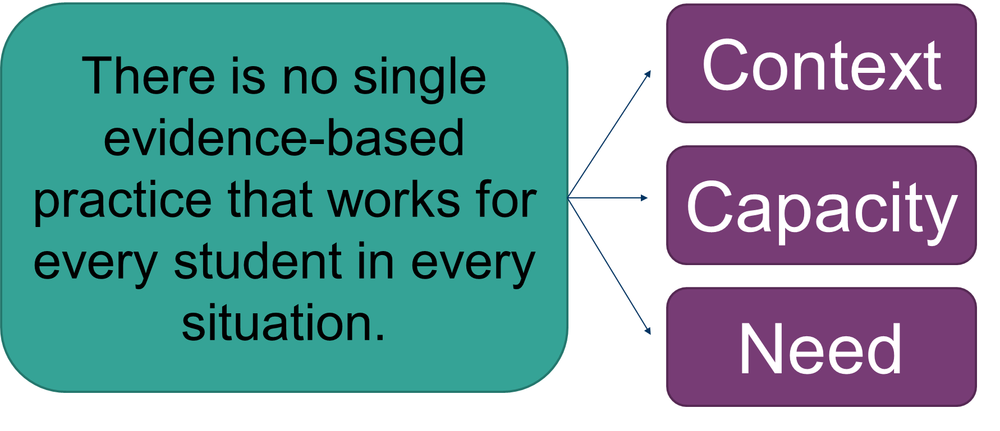 There is no single
evidence-based
practice that works for
every student in every
situation.
Context
Capacity
Need